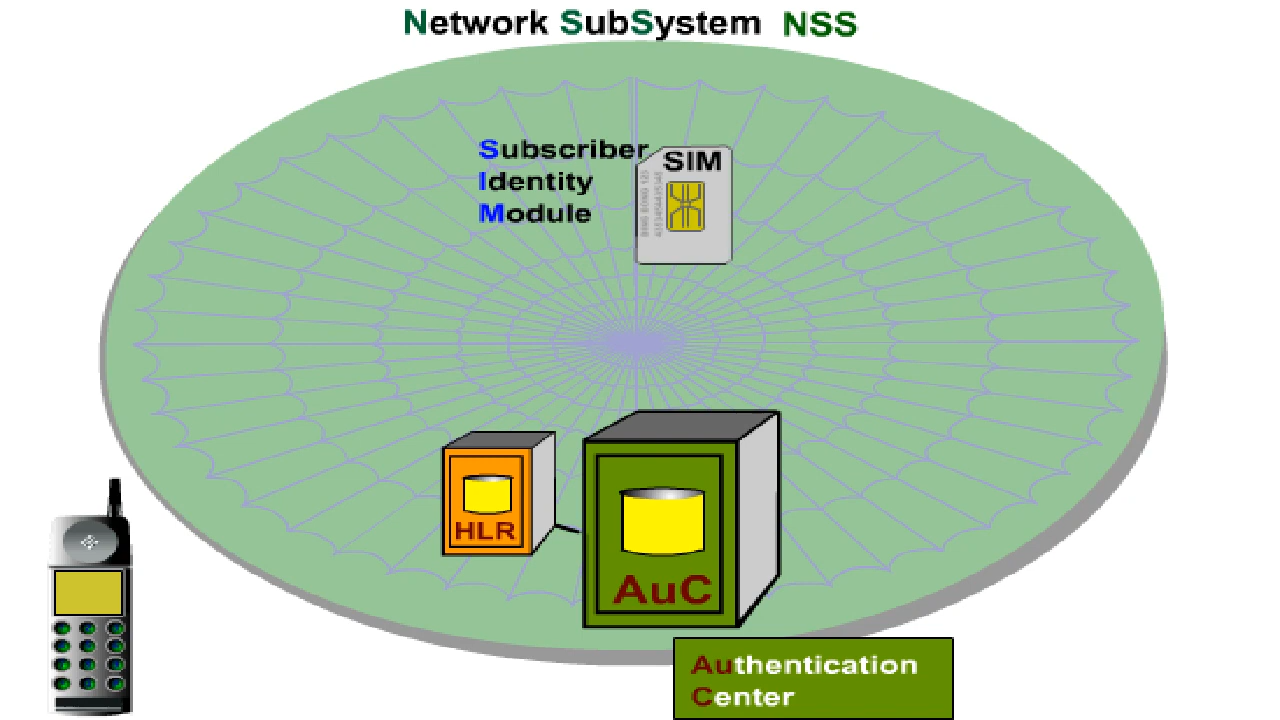 Network SubSystem NSS
Subscriber
Identity
Module
SIM
HLR
AuC
Authentication
Center